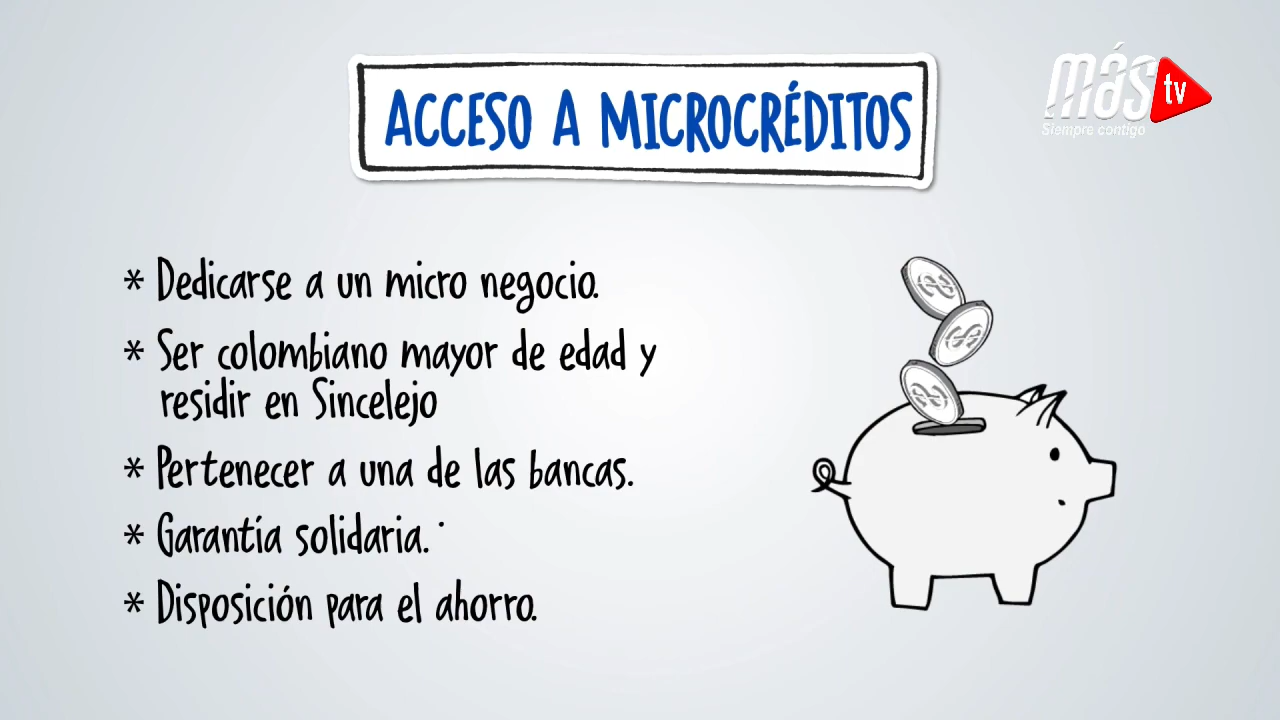 ACCESO A MICROCRÉDITOS
más tv
Siempre contigo
* Dedicarse a un micro negocio.
* Ser colombiano mayor de edad y
residir en Sincelejo
* Pertenecer a una de las bancas.
* Garantía solidaria.
* Disposición para el ahorro.